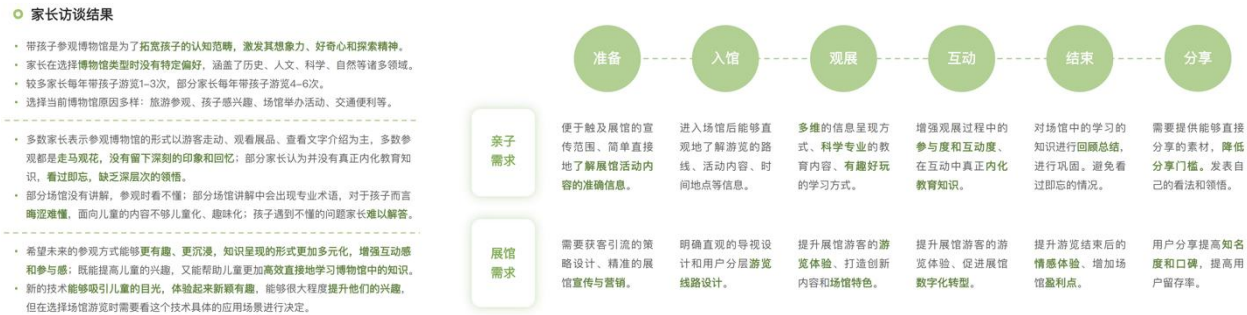 家长访谈结果
• 带孩子参观博物馆是为了拓宽孩子的认知范畴，激发其想象力、好奇心和探索精神。
• 家长在选择博物馆类型时没有特定偏好，涵盖了历史、人文、科学、自然等诸多领域。
• 较多家长每年带孩子游览1~3次，部分家长每年带孩子游览4~6次。
• 选择当前博物馆原因多样：旅游参观、孩子感兴趣、场馆举办活动、交通便利等。
• 多数家长表示参观博物馆的形式以游客走动、观看展品、查看文字介绍为主，多数参
观都是走马观花，没有留下深刻的印象和回忆；部分家长认为并没有真正内化教育知
识，看过即忘，缺乏深层次的领悟。
• 部分场馆没有讲解，参观时看不懂；部分场馆讲解中会出现专业术语，对于孩子而言
晦涩难懂，面向儿童的内容不够儿童化、趣味化；孩子遇到不懂的问题家长难以解答。
• 希望未来的参观方式能够更有趣、更沉浸，知识呈现的形式更加多元化，增强互动感
和参与感；既能提高儿童的兴趣，又能帮助儿童更加高效直接地学习博物馆中的知识。
• 新的技术能够吸引儿童的目光，体验起来新颖有趣，能够很大程度提升他们的兴趣，
但在选择场馆游览时需要看这个技术具体的应用场景进行决定。
准备
入馆
观展
互动
结束
分享
亲子
需求
便于触及展馆的宣
传范围、简单直接
地了解展馆活动内
容的准确信息。
进入场馆后能够直
观地了解游览的路
线、活动内容、时
间地点等信息。
多维的信息呈现方
式、科学专业的教
育内容、有趣好玩
的学习方式。
增强观展过程中的
参与度和互动度、
在互动中真正内化
教育知识。
对场馆中的学习的
知识进行回顾总结，
进行巩固。避免看
过即忘的情况。
需要提供能够直接
分享的素材，降低
分享门槛。发表自
己的看法和领悟。
展馆
需求
需要获客引流的策
略设计、精准的展
馆宣传与营销。
明确直观的导视设
计和用户分层游览
线路设计。
提升展馆游客的游
览体验、打造创新
内容和场馆特色。
提升展馆游客的游
览体验、促进展馆
数字化转型。
提升游览结束后的
情感体验、增加场
馆盈利点。
用户分享提高知名
度和口碑，提高用
户留存率。